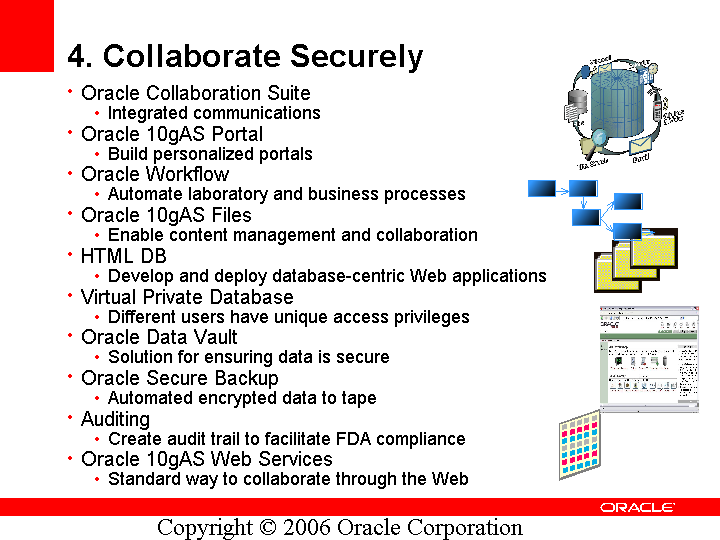 4. Collaborate Securely
• Oracle Collaboration Suite
• Integrated communications
• Oracle 10gAS Portal
• Build personalized portals
• Oracle Workflow
• Automate laboratory and business processes
• Oracle 10gAS Files
• Enable content management and collaboration
• HTML DB
• Develop and deploy database-centric Web applications
• Virtual Private Database
• Different users have unique access privileges
• Oracle Data Vault
• Solution for ensuring data is secure
• Oracle Secure Backup
• Automated encrypted data to tape
• Auditing
• Create audit trail to facilitate FDA compliance
• Oracle 10gAS Web Services
• Standard way to collaborate through the Web
ORACLE
Copyright © 2006 Oracle Corporation